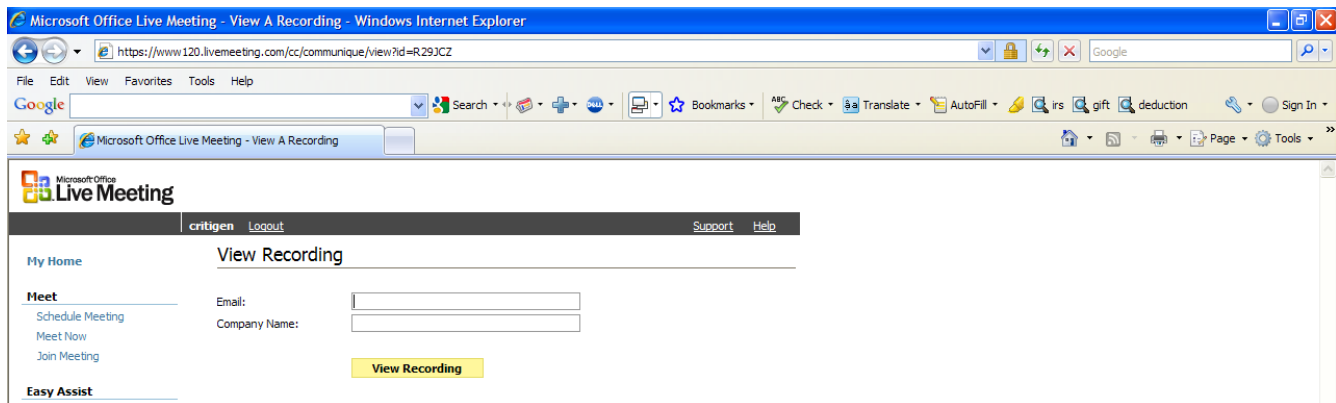 Microsoft Office Live Meeting - View A Recording - Windows Internet Explorer
https://www120.livemeeting.com/cc/communique/view?id=R29JCZ
Google
File Edit View Favorites Tools Help
Google Search Bookmarks ABC Check aa Translate AutoFill irs gift deduction Sign In
Microsoft Office Live Meeting - View A Recording Page Tools
Microsoft Office
Live Meeting
critigen Logout Support Help
My Home
View Recording
Meet
Schedule Meeting
Meet Now
Join Meeting
Easy Assist
Email:
Company Name:
View Recording